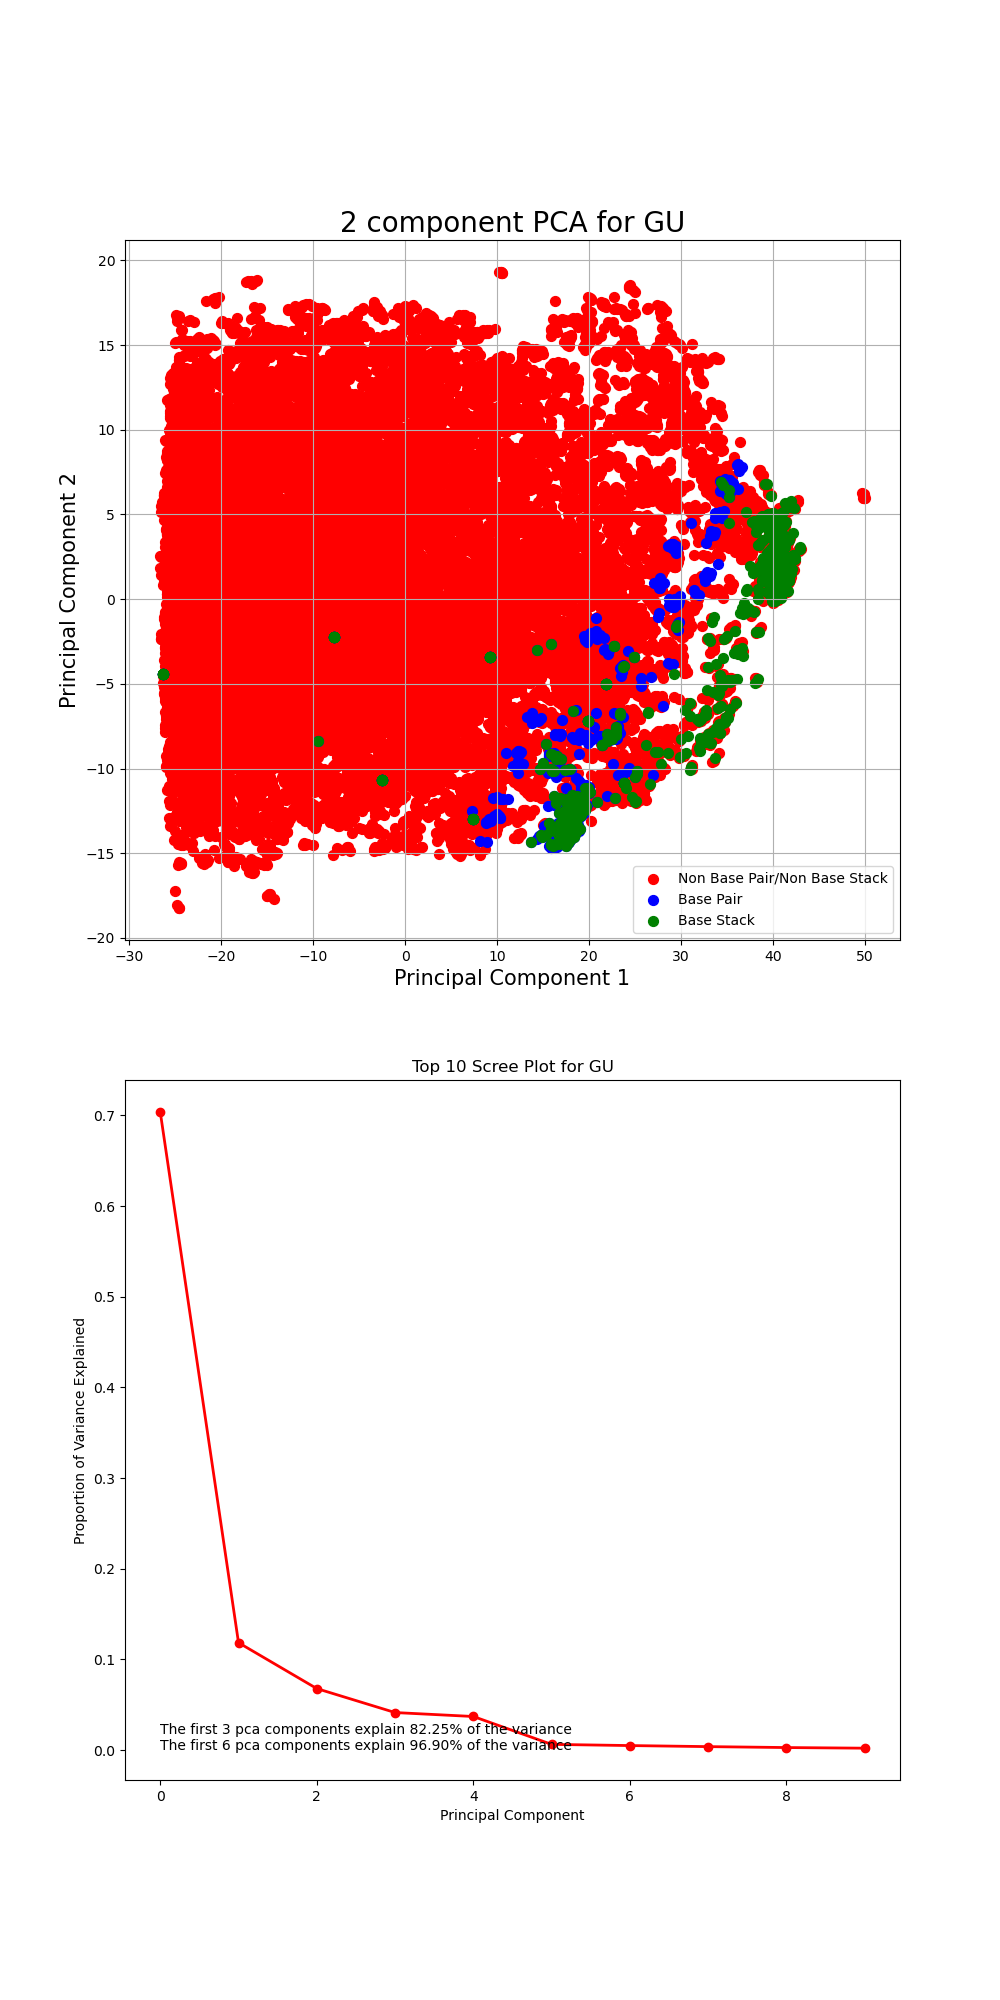 2 component PCA for GU
20
15
10
5
0
−5
−10
−15
−20
Principal Component 2
Non Base Pair/Non Base Stack
Base Pair
Base Stack
−30 −20 −10 0 10 20 30 40 50
Principal Component 1
Top 10 Scree Plot for GU
0.7
0.6
0.5
0.4
0.3
0.2
0.1
0.0
Proportion of Variance Explained
The first 3 pca components explain 82.25% of the variance
The first 6 pca components explain 96.90% of the variance
0 2 4 6 8
Principal Component